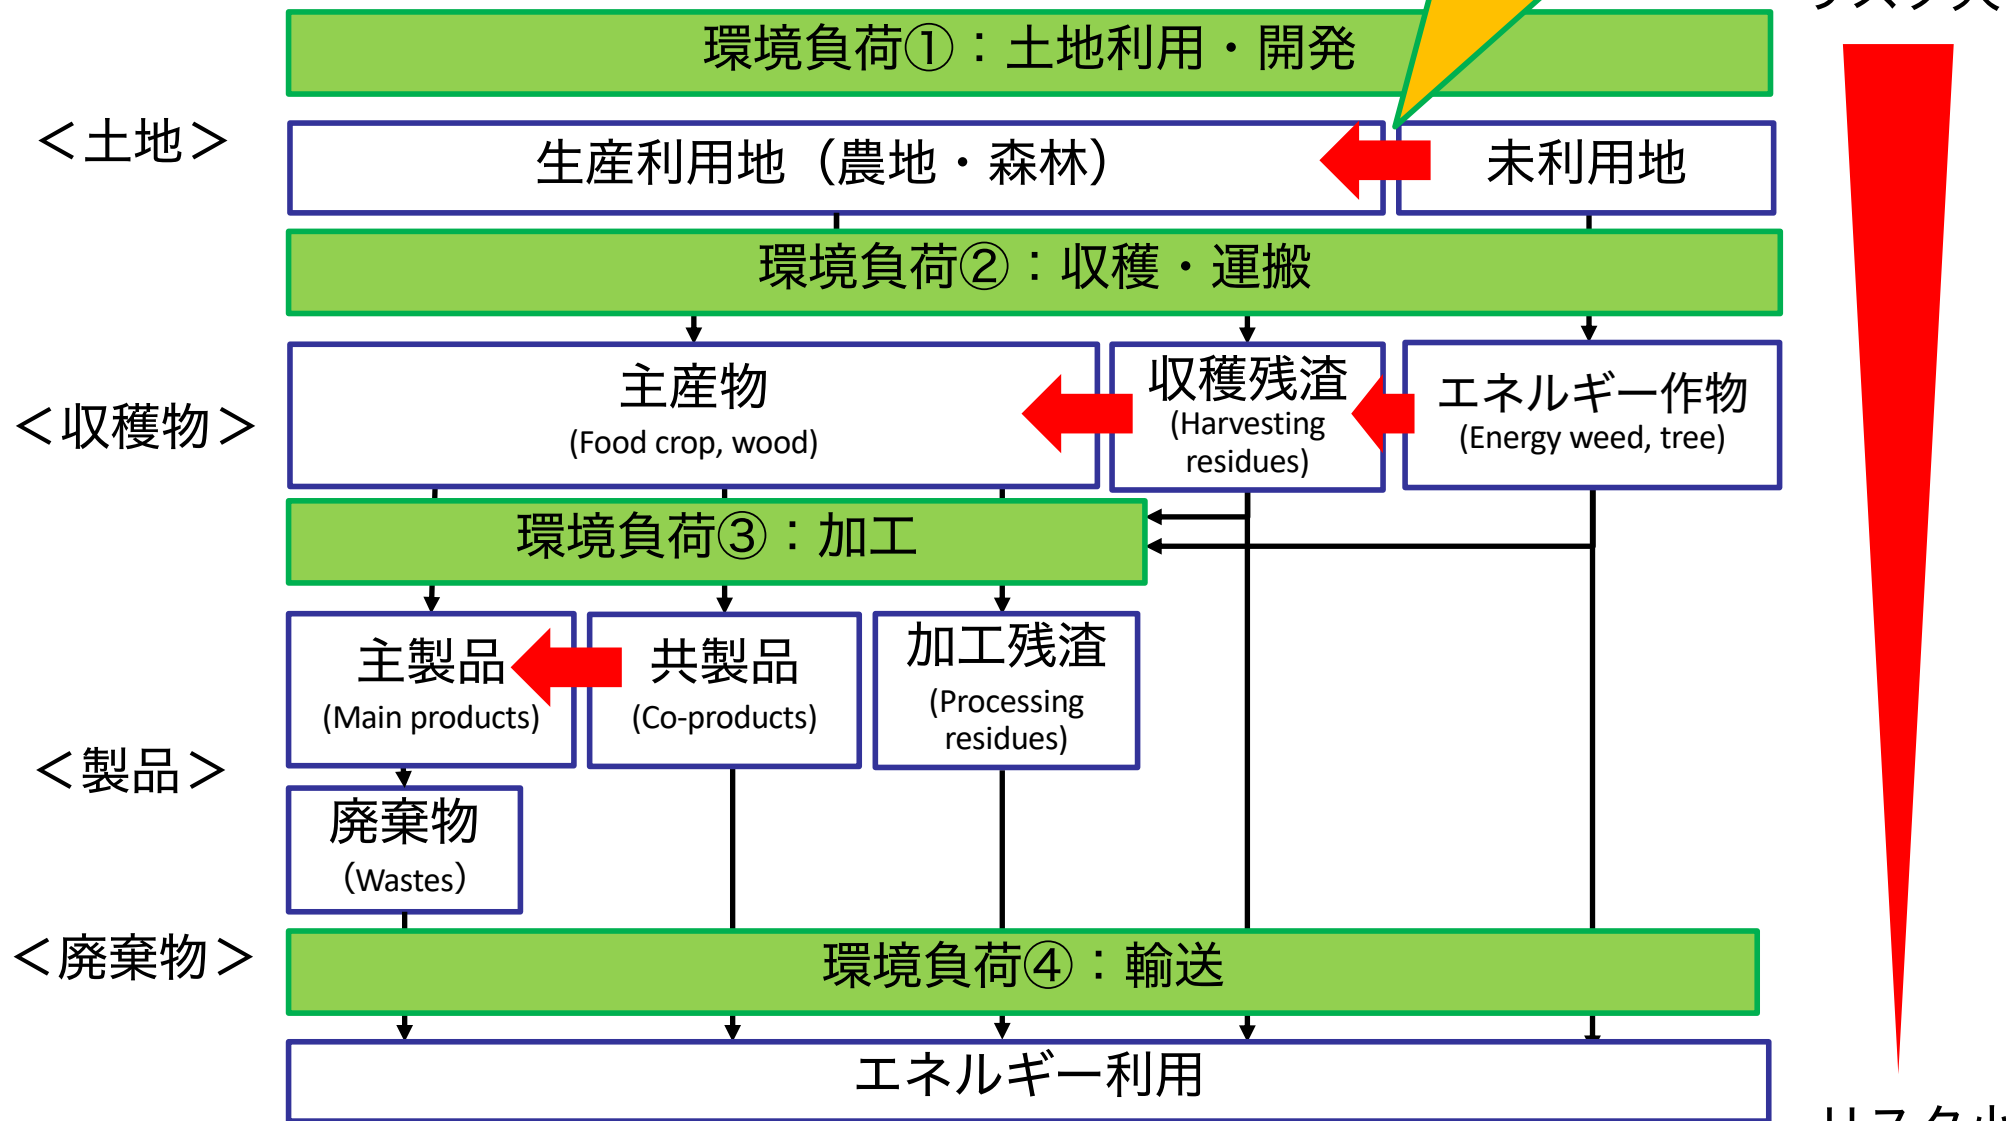 環境負荷①：土地利用・開発
＜土地＞
生産利用地（農地・森林）
未利用地
環境負荷②：収穫・運搬
＜収穫物＞
主産物
(Food crop, wood)
収穫残渣
(Harvesting
residues)
エネルギー作物
(Energy weed, tree)
環境負荷③：加工
＜製品＞
主製品
(Main products)
共製品
(Co-products)
加工残渣
(Processing
residues)
廃棄物
（Wastes）
＜廃棄物＞
環境負荷④：輸送
エネルギー利用